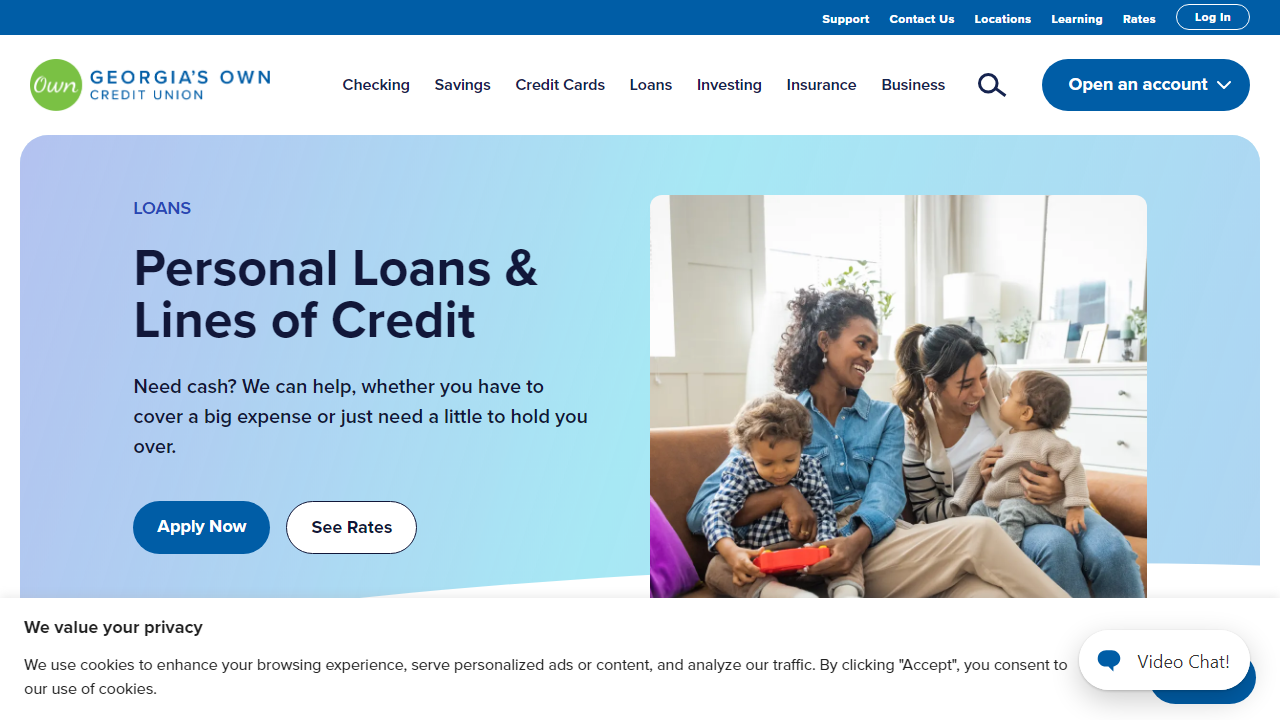 Support Contact Us Locations Learning Rates Log In
Own GEORGIA'S OWN
CREDIT UNION
Checking Savings Credit Cards Loans Investing Insurance Business Open an account
LOANS
Personal Loans &
Lines of Credit
Need cash? We can help, whether you have to
cover a big expense or just need a little to hold you
over.
Apply Now See Rates
We value your privacy
We use cookies to enhance your browsing experience, serve personalized ads or content, and analyze our traffic. By clicking "Accept", you consent to
our use of cookies.
Video Chat!